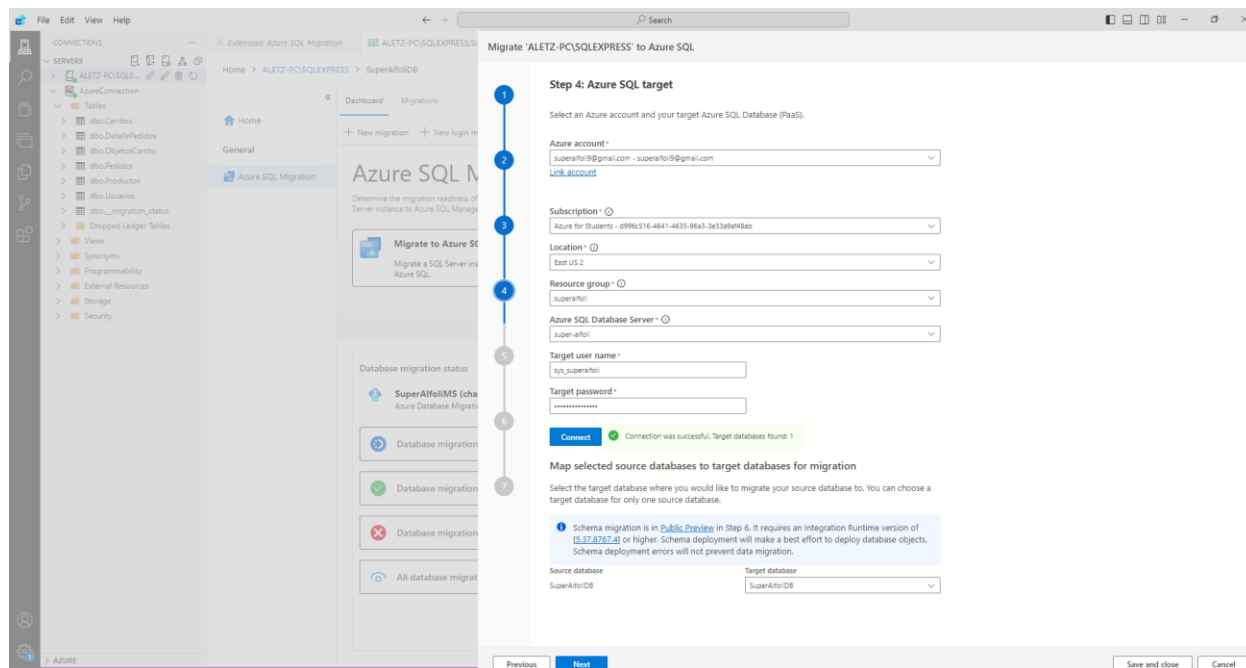 File Edit View Help
Search
CONNECTIONS
SERVERS
ALETZ-PC\SQLE...
AzureConnection
Tables
dbo.Carritos
dbo.DetallePedidos
dbo.ObjetosCarrito
dbo.Pedidos
dbo.Productos
dbo.Usuarios
dbo.__migration_status
Dropped Ledger Tables
Views
Synonyms
Programmability
External Resources
Storage
Security
AZURE
Extension: Azure SQL Migration
ALETZ-PC\SQLEXPRESS:Su
Home > ALETZ-PC\SQLEXPRESS > SuperAlfoliDB
Home
General
Azure SQL Migration
Dashboard Migrations
New migration New login m
Azure SQL M
Determine the migration readiness of
Server instance to Azure SQL Manage
Migrate to Azure SQ
Migrate a SQL Server ins
Azure SQL.
Database migration status
SuperAlfoliMS (cha
Azure Database Migratio
Database migration
Database migration
Database migration
All database migrat
Migrate 'ALETZ-PC\SQLEXPRESS' to Azure SQL
1
2
3
4
5
6
7
Step 4: Azure SQL target
Select an Azure account and your target Azure SQL Database (PaaS).
Azure account*
superalfoli9@gmail.com - superalfoli9@gmail.com
Link account
Subscription*
Azure for Students - d996c516-4641-4635-96a3-3e33a9af48ab
Location*
East US 2
Resource group*
superalfoli
Azure SQL Database Server*
super-alfoli
Target user name*
sys_superalfoli
Target password*
Connect
Connection was successful. Target databases found: 1
Map selected source databases to target databases for migration
Select the target database where you would like to migrate your source database to. You can choose a
target database for only one source database.
Schema migration is in Public Preview in Step 6. It requires an Integration Runtime version of
[5.37.8767.4] or higher. Schema deployment will make a best effort to deploy database objects.
Schema deployment errors will not prevent data migration.
Source database Target database
SuperAlfoliDB SuperAlfoliDB
Previous Next Save and close Cancel